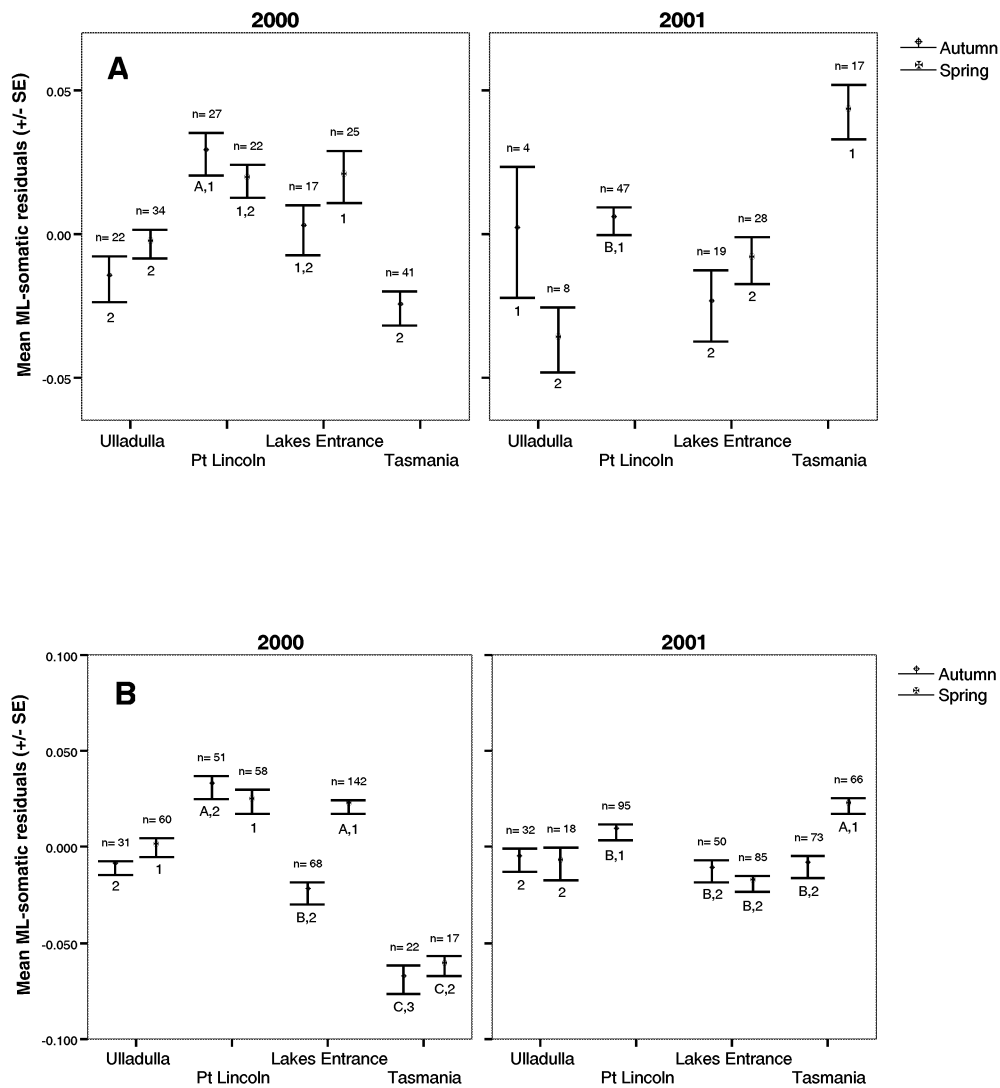 2000 2001
A
Autumn
Spring
Mean ML-somatic residuals (+/- SE)
0.05
0.00
-0.05
n= 22
2
n= 34
2
n= 27
A,1
n= 22
1,2
n= 17
1,2
n= 25
1
n= 41
2
n= 4
1
n= 8
2
n= 47
B,1
n= 19
2
n= 28
2
n= 17
1
Ulladulla Lakes Entrance Ulladulla Lakes Entrance
Pt Lincoln Tasmania Pt Lincoln Tasmania
2000 2001
B
Autumn
Spring
Mean ML-somatic residuals (+/- SE)
0.100
0.050
0.000
-0.050
-0.100
n= 31
2
n= 60
1
n= 51
A,2
n= 58
1
n= 68
B,2
n= 142
A,1
n= 22
C,3
n= 17
C,2
n= 32
2
n= 18
2
n= 95
B,1
n= 50
B,2
n= 85
B,2
n= 73
B,2
n= 66
A,1
Ulladulla Lakes Entrance Ulladulla Lakes Entrance
Pt Lincoln Tasmania Pt Lincoln Tasmania